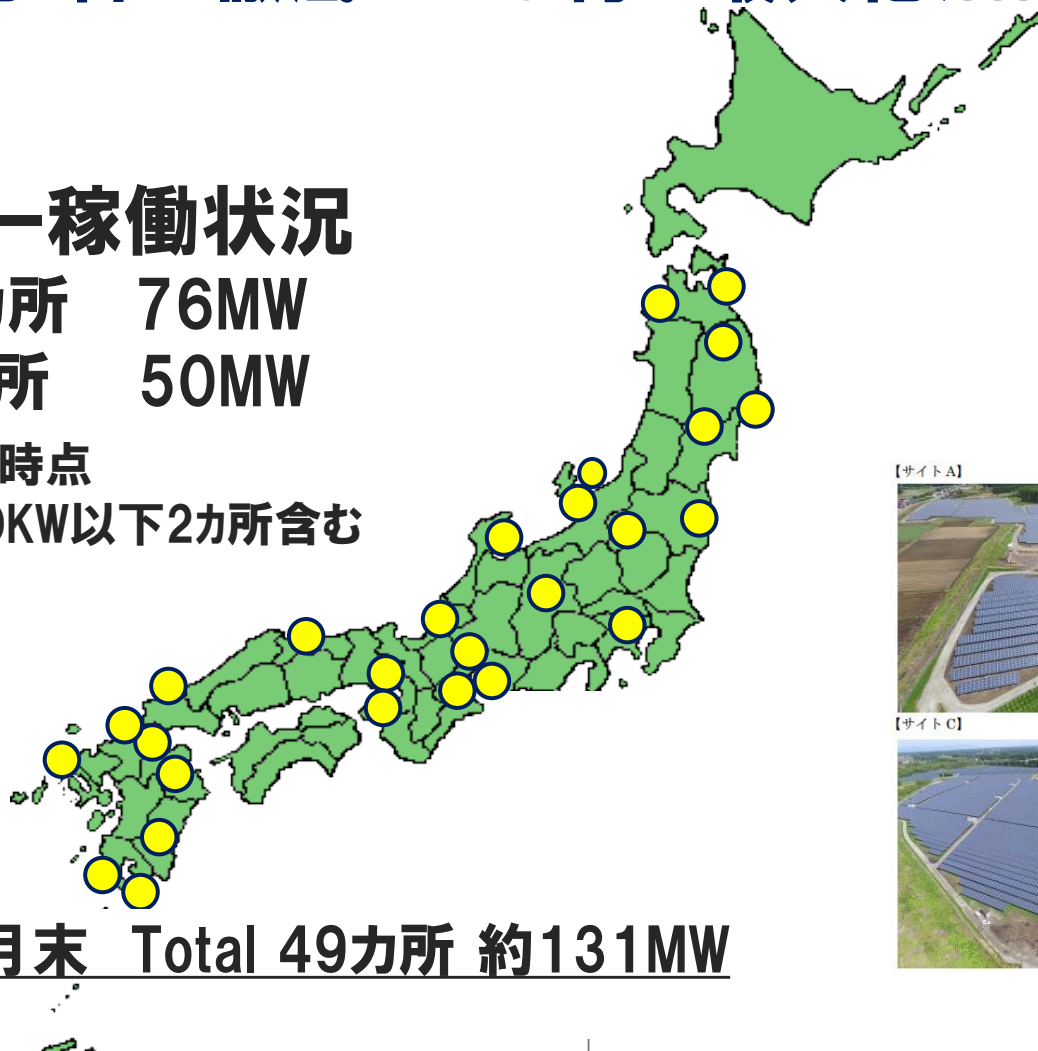 ー稼働状況
カ所 76MW
所 50MW
時点
0KW以下2ヵ所含む
【サイトA】
【サイトC】
月末 Total 49カ所 約131MW